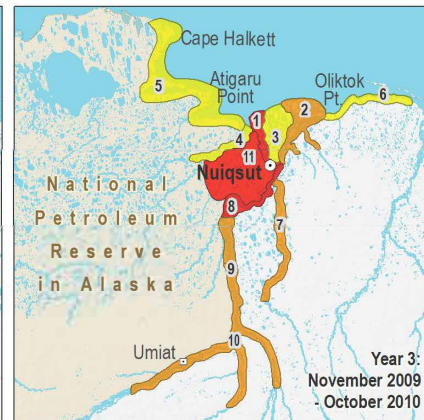 Cape Halkett
5
Atigaru
Point
Oliktok
Pt.
6
1
2
4
3
11
Nuiqsut
National
Petroleum
Reserve
in Alaska
8
7
9
10
Umiat
Year 3:
November 2009
- October 2010